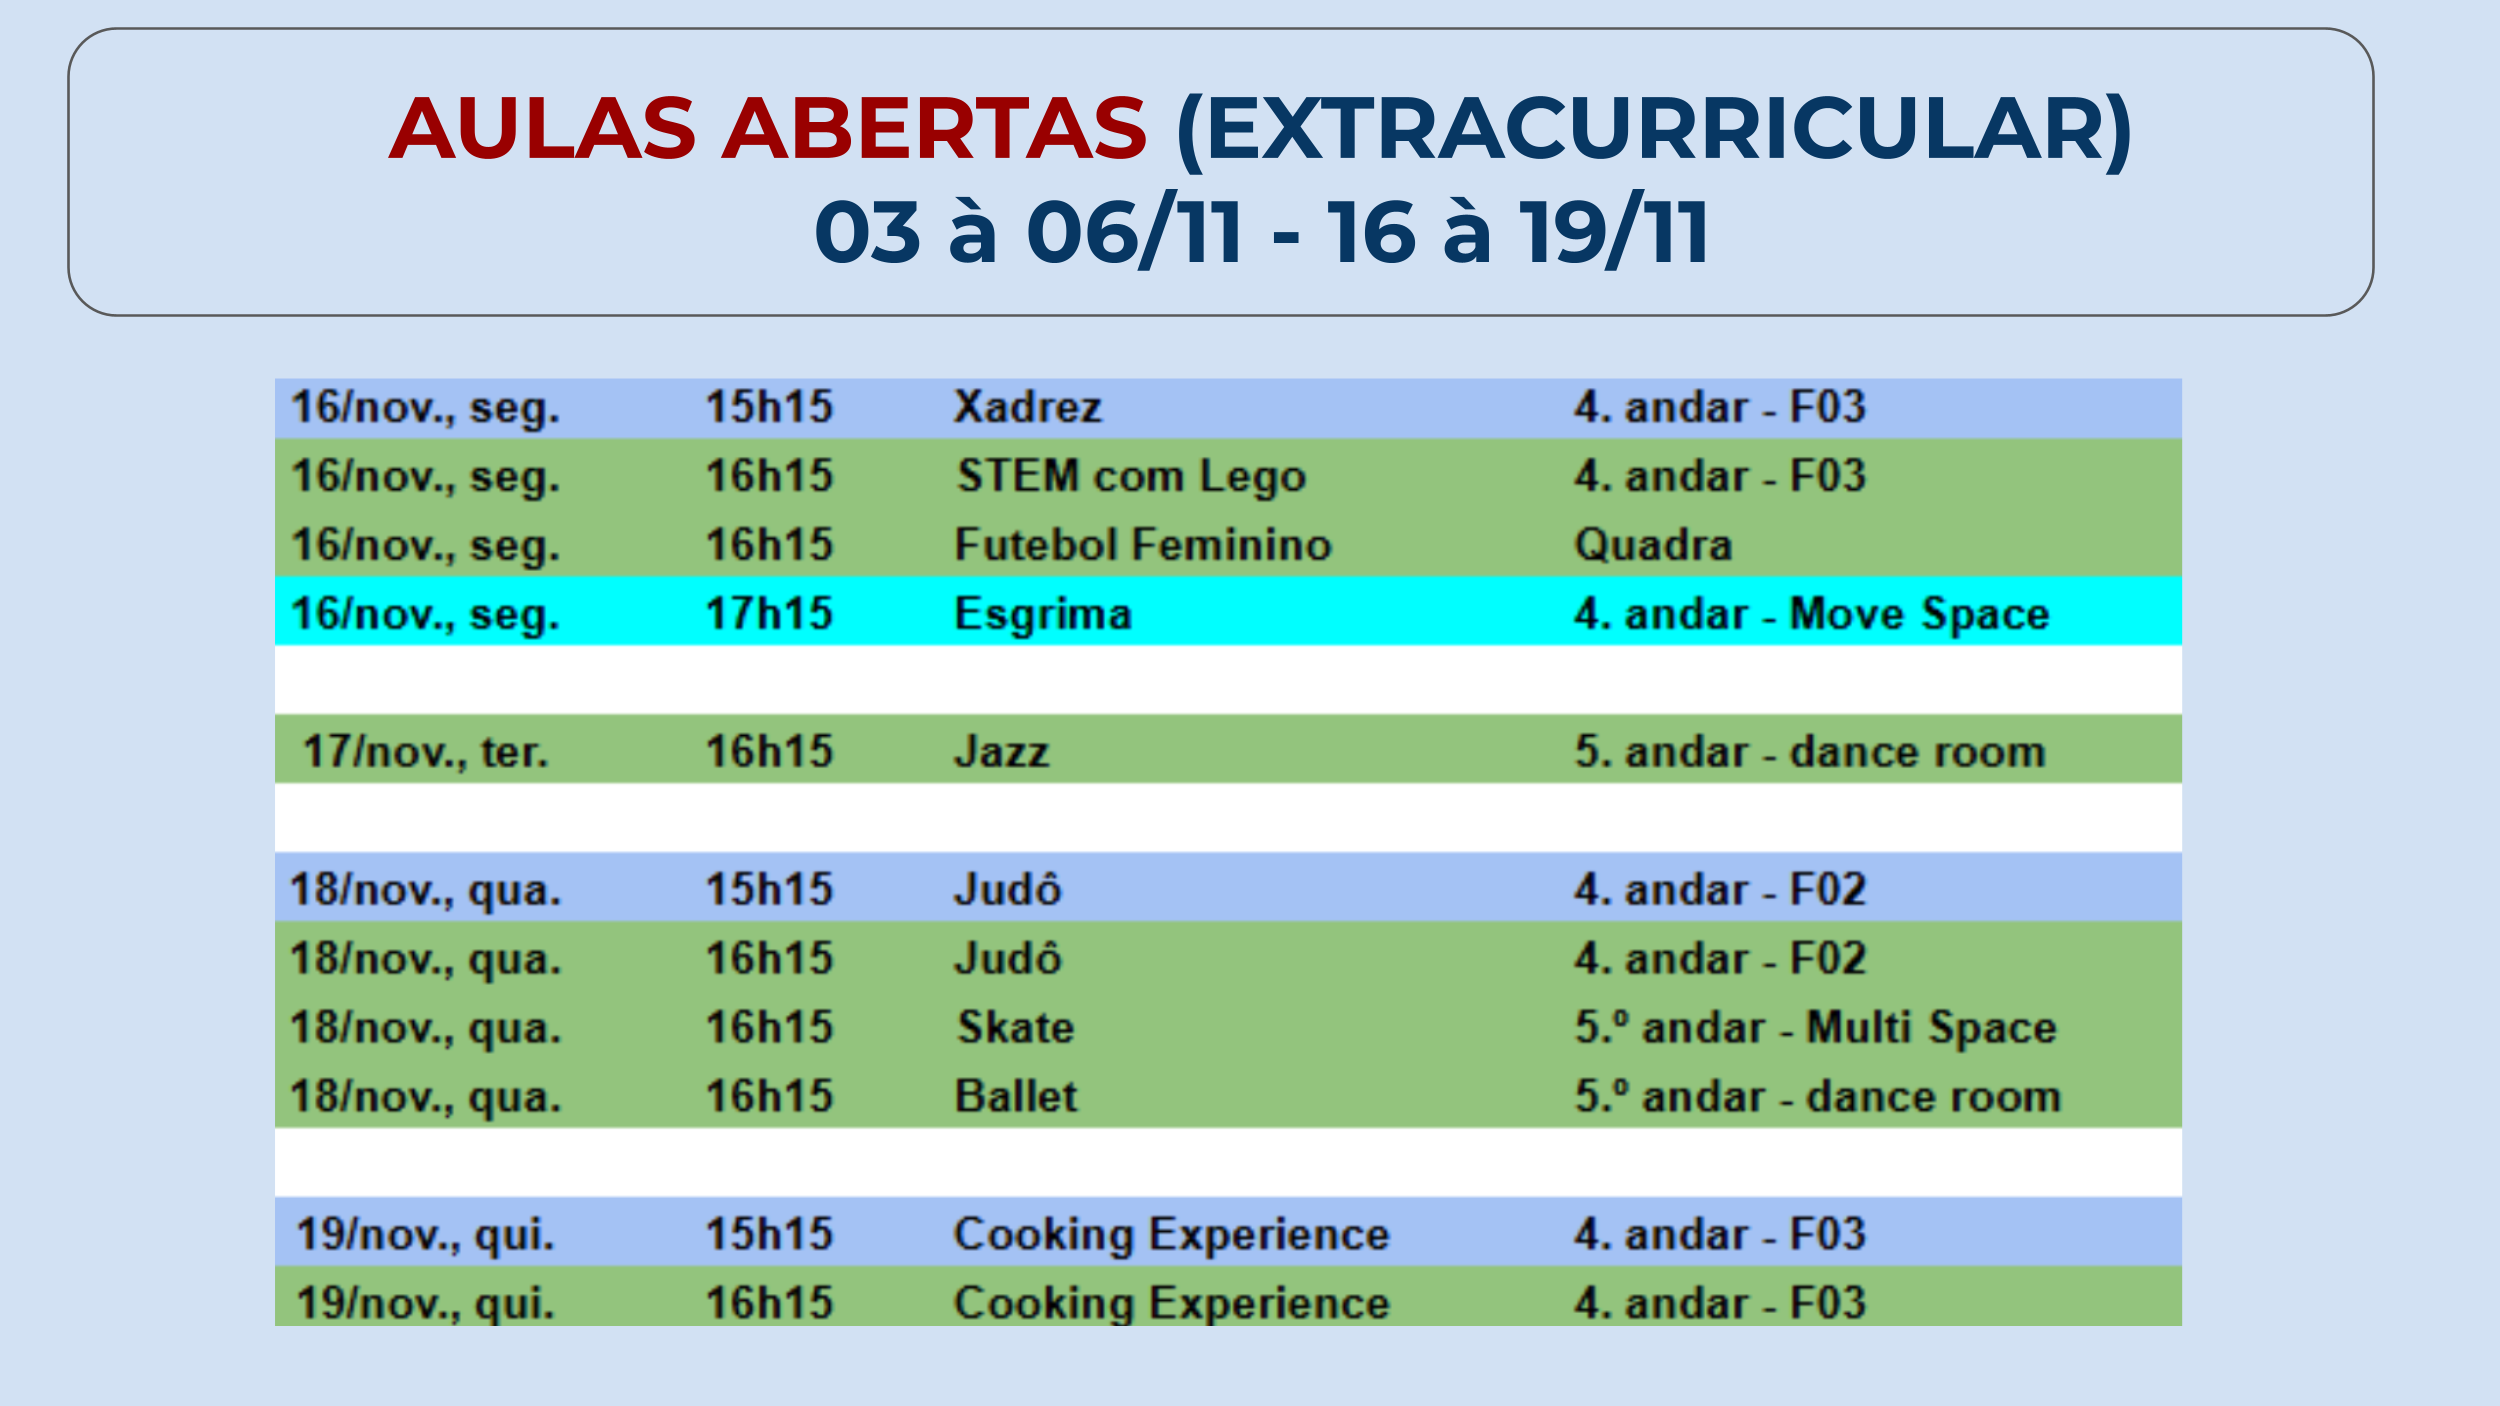 AULAS ABERTAS (EXTRACURRICULAR)
03 à 06/11 - 16 à 19/11
16/nov., seg. 15h15 Xadrez 4. andar - F03
16/nov., seg. 16h15 STEM com Lego 4. andar - F03
16/nov., seg. 16h15 Futebol Feminino Quadra
16/nov., seg. 17h15 Esgrima 4. andar - Move Space
17/nov., ter. 16h15 Jazz 5. andar - dance room
18/nov., qua. 15h15 Judô 4. andar - F02
18/nov., qua. 16h15 Judô 4. andar - F02
18/nov., qua. 16h15 Skate 5.º andar - Multi Space
18/nov., qua. 16h15 Ballet 5.º andar - dance room
19/nov., qui. 15h15 Cooking Experience 4. andar - F03
19/nov., qui. 16h15 Cooking Experience 4. andar - F03